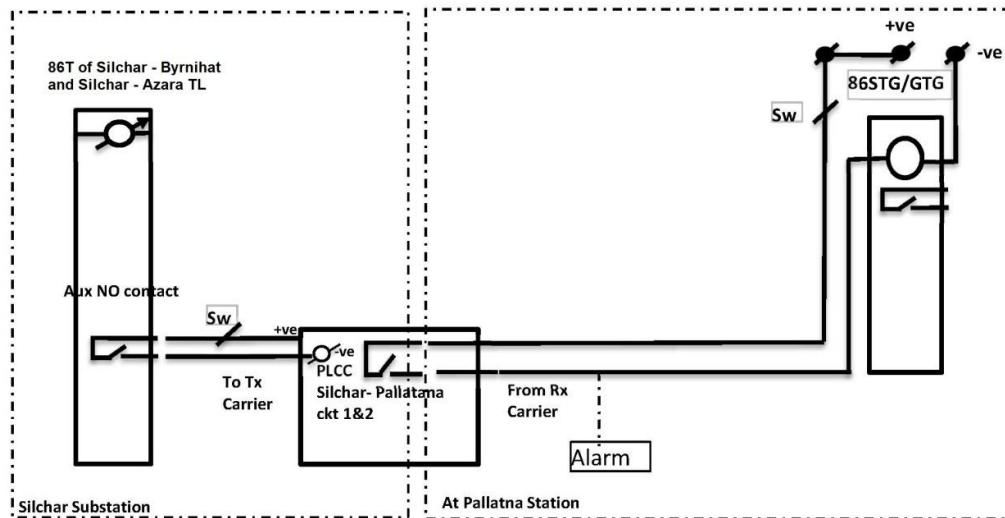 86T of Silchar - Byrnihat
and Silchar - Azara TL
Aux NO contact
Sw
+ve
-ve
PLCC
Silchar- Pallatana
ckt 1&2
To Tx
Carrier
Silchar Substation
+ve
-ve
86STG/GTG
Sw
From Rx
Carrier
Alarm
At Pallatna Station